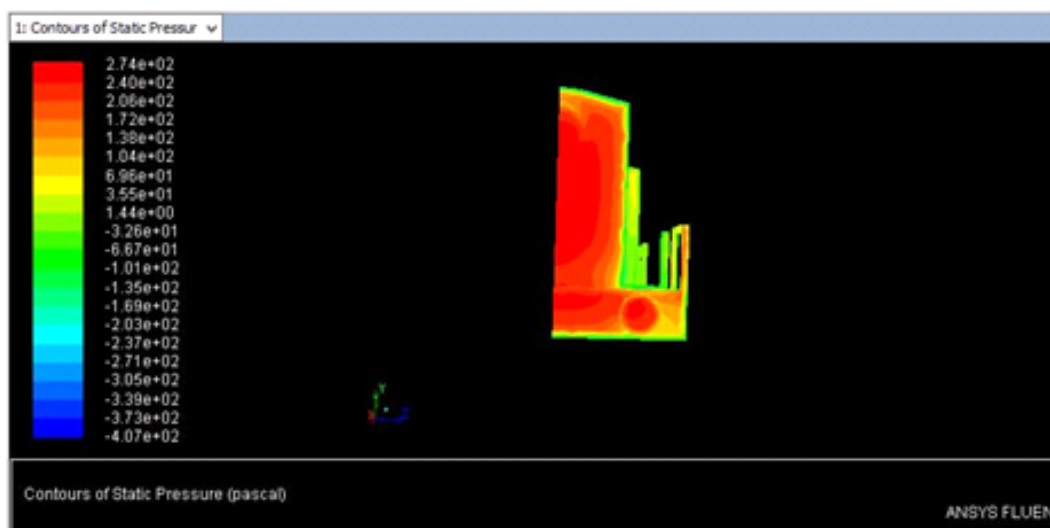 1: Contours of Static Pressur
2.74e+02
2.40e+02
2.06e+02
1.72e+02
1.38e+02
1.04e+02
6.96e+01
3.55e+01
1.44e+00
-3.26e+01
-6.67e+01
-1.01e+02
-1.35e+02
-1.69e+02
-2.03e+02
-2.37e+02
-2.71e+02
-3.05e+02
-3.39e+02
-3.73e+02
-4.07e+02
Y
X
Z
Contours of Static Pressure (pascal)
ANSYS FLUEN